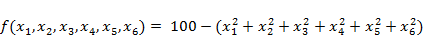 f(x₁,x₂,x₃,x₄,x₅,x₆) = 100 − (x₁² + x₂² + x₃² + x₄² + x₅² + x₆²)